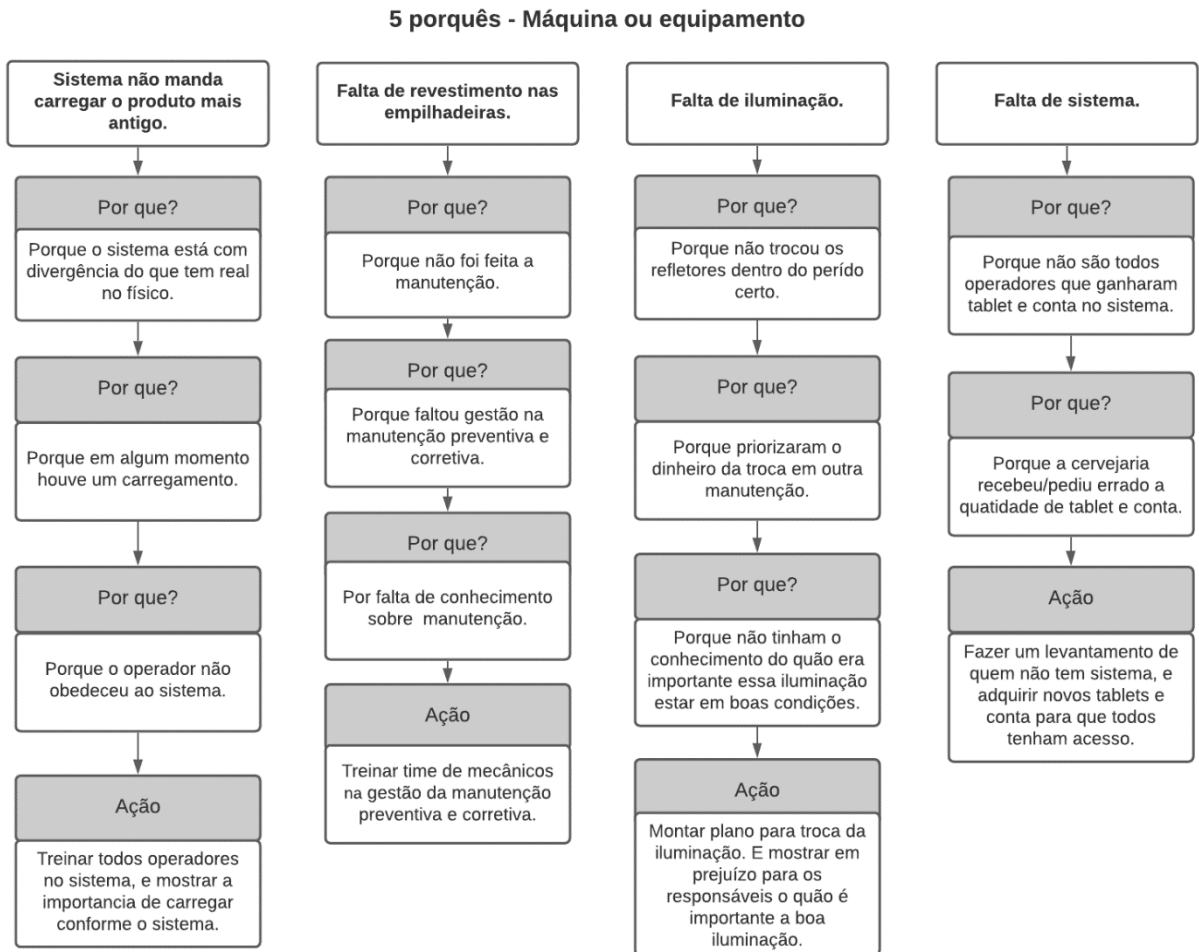 5 porquês - Máquina ou equipamento
Sistema não manda
carregar o produto mais
antigo.
Por que?
Porque o sistema está com
divergência do que tem real
no físico.
Por que?
Porque em algum momento
houve um carregamento.
Por que?
Porque o operador não
obedeceu ao sistema.
Ação
Treinar todos operadores
no sistema, e mostrar a
importancia de carregar
conforme o sistema.
Falta de revestimento nas
empilhadeiras.
Por que?
Porque não foi feita a
manutenção.
Por que?
Porque faltou gestão na
manutenção preventiva e
corretiva.
Por que?
Por falta de conhecimento
sobre manutenção.
Ação
Treinar time de mecânicos
na gestão da manutenção
preventiva e corretiva.
Falta de iluminação.
Por que?
Porque não trocou os
refletores dentro do perído
certo.
Por que?
Porque priorizaram o
dinheiro da troca em outra
manutenção.
Por que?
Porque não tinham o
conhecimento do quão era
importante essa iluminação
estar em boas condições.
Ação
Montar plano para troca da
iluminação. E mostrar em
prejuízo para os
responsáveis o quão é
importante a boa
iluminação.
Falta de sistema.
Por que?
Porque não são todos
operadores que ganharam
tablet e conta no sistema.
Por que?
Porque a cervejaria
recebeu/pediu errado a
quatidade de tablet e conta.
Ação
Fazer um levantamento de
quem não tem sistema, e
adquirir novos tablets e
conta para que todos
tenham acesso.